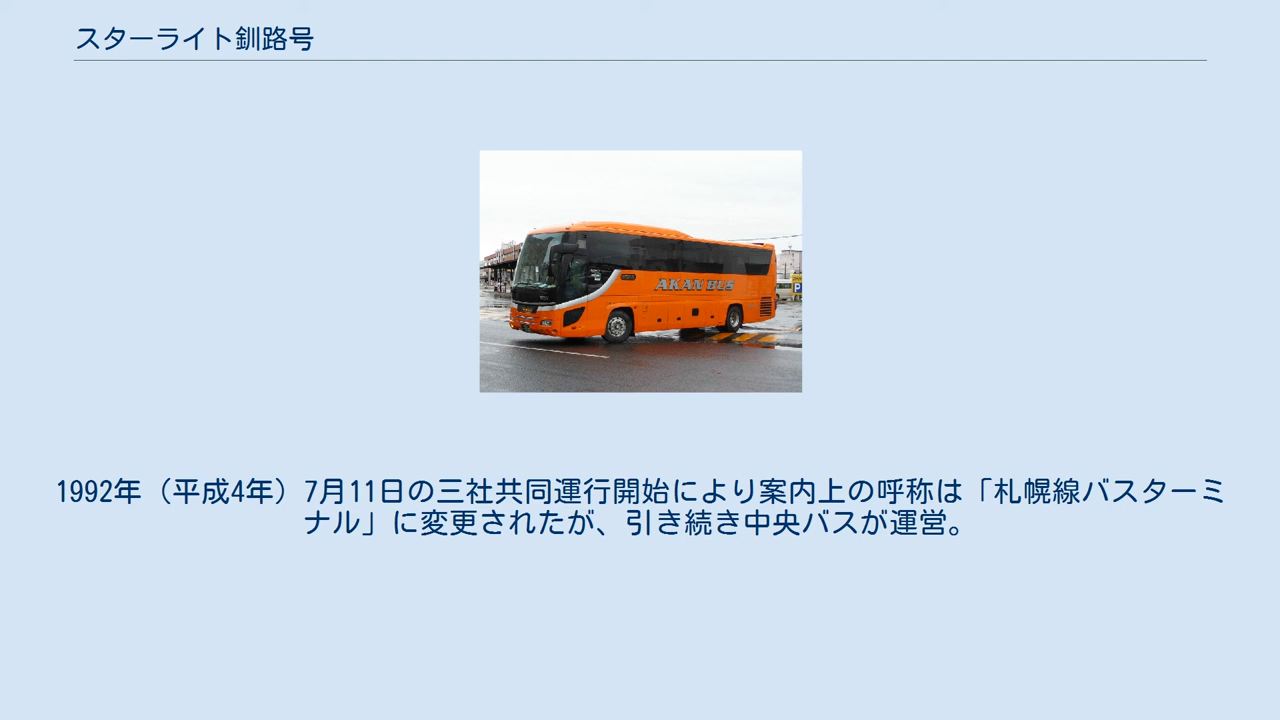 スターライト釧路号
AKAN BUS
P
1992年（平成4年）7月11日の三社共同運行開始により案内上の呼称は「札幌線バスターミ
ナル」に変更されたが、引き続き中央バスが運営。